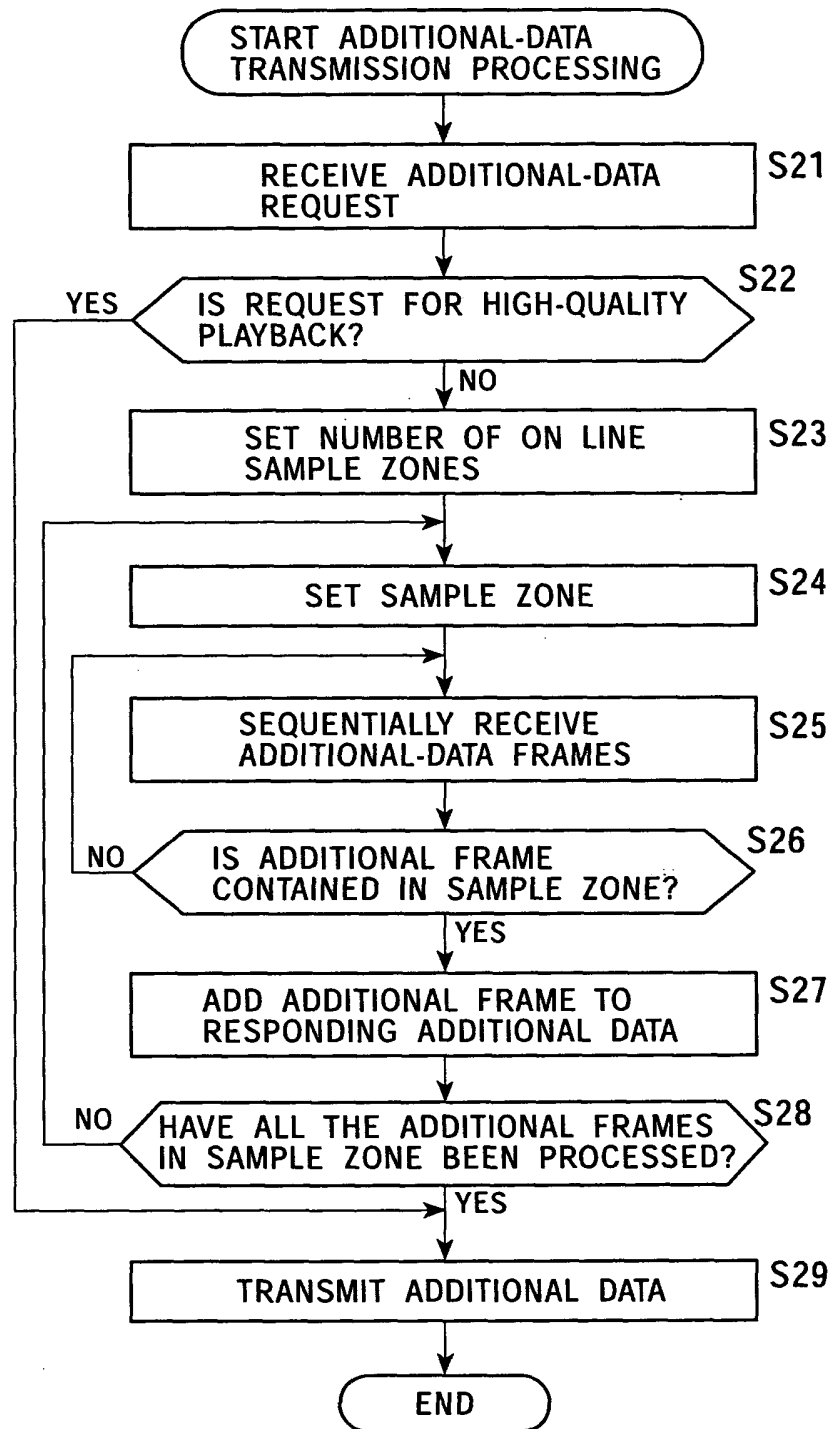 START ADDITIONAL-DATA
TRANSMISSION PROCESSING
S21
RECEIVE ADDITIONAL-DATA
REQUEST
S22
YES
IS REQUEST FOR HIGH-QUALITY
PLAYBACK?
NO
S23
SET NUMBER OF ON LINE
SAMPLE ZONES
S24
SET SAMPLE ZONE
S25
SEQUENTIALLY RECEIVE
ADDITIONAL-DATA FRAMES
S26
NO
IS ADDITIONAL FRAME
CONTAINED IN SAMPLE ZONE?
YES
S27
ADD ADDITIONAL FRAME TO
RESPONDING ADDITIONAL DATA
S28
NO
HAVE ALL THE ADDITIONAL FRAMES
IN SAMPLE ZONE BEEN PROCESSED?
YES
S29
TRANSMIT ADDITIONAL DATA
END